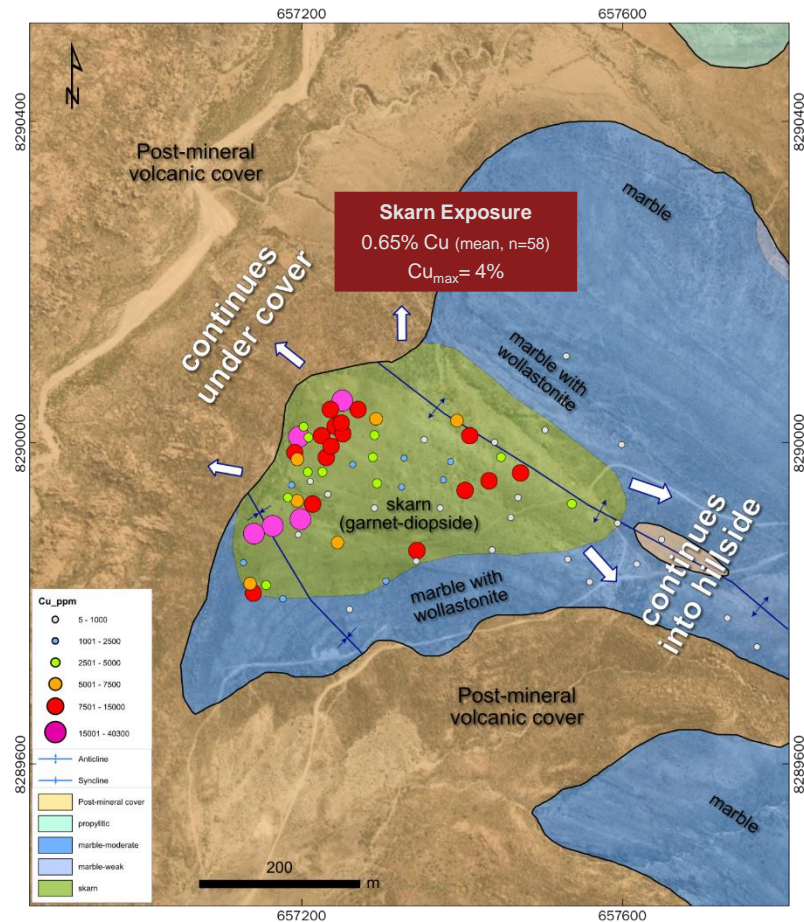 657200
657600
N
8290400
8290400
Post-mineral
volcanic cover
marble
Skarn Exposure
0.65% Cu (mean, n=58)
Cumax= 4%
continues
under cover
marble with
wollastonite
8290000
8290000
skarn
(garnet-diopside)
marble with
wollastonite
continues
into hillside
Post-mineral
volcanic cover
marble
8289600
Cu_ppm
5 - 1000
1001 - 2500
2501 - 5000
5001 - 7500
7501 - 15000
15001 - 40300
Anticline
Syncline
Post-mineral cover
propylitic
marble-moderate
marble-weak
skarn
200
m
657200
657600